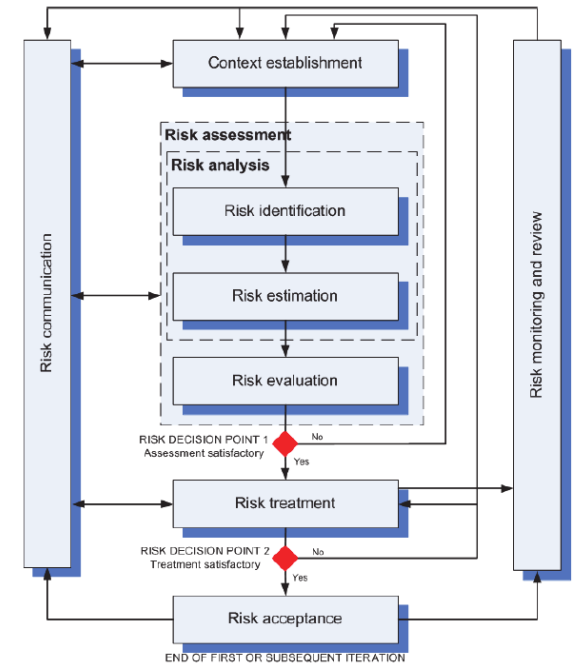 Context establishment
Risk assessment
Risk analysis
Risk identification
Risk estimation
Risk evaluation
RISK DECISION POINT 1
Assessment satisfactory
No
Yes
Risk treatment
RISK DECISION POINT 2
Treatment satisfactory
No
Yes
Risk acceptance
END OF FIRST OR SUBSEQUENT ITERATION
Risk communication
Risk monitoring and review